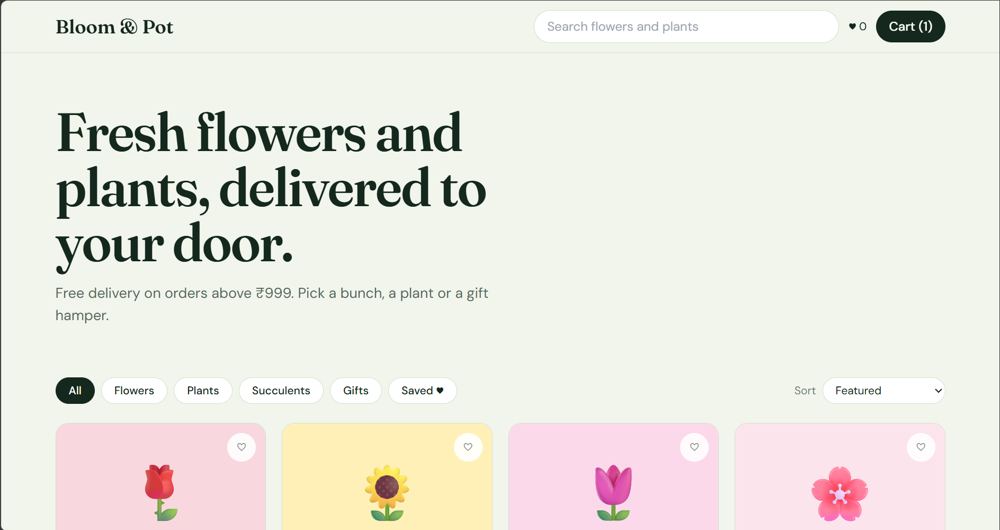 Bloom & Pot
Search flowers and plants
♥ 0
Cart (1)
Fresh flowers and
plants, delivered to
your door.
Free delivery on orders above ₹999. Pick a bunch, a plant or a gift
hamper.
All
Flowers
Plants
Succulents
Gifts
Saved ♥
Sort
Featured